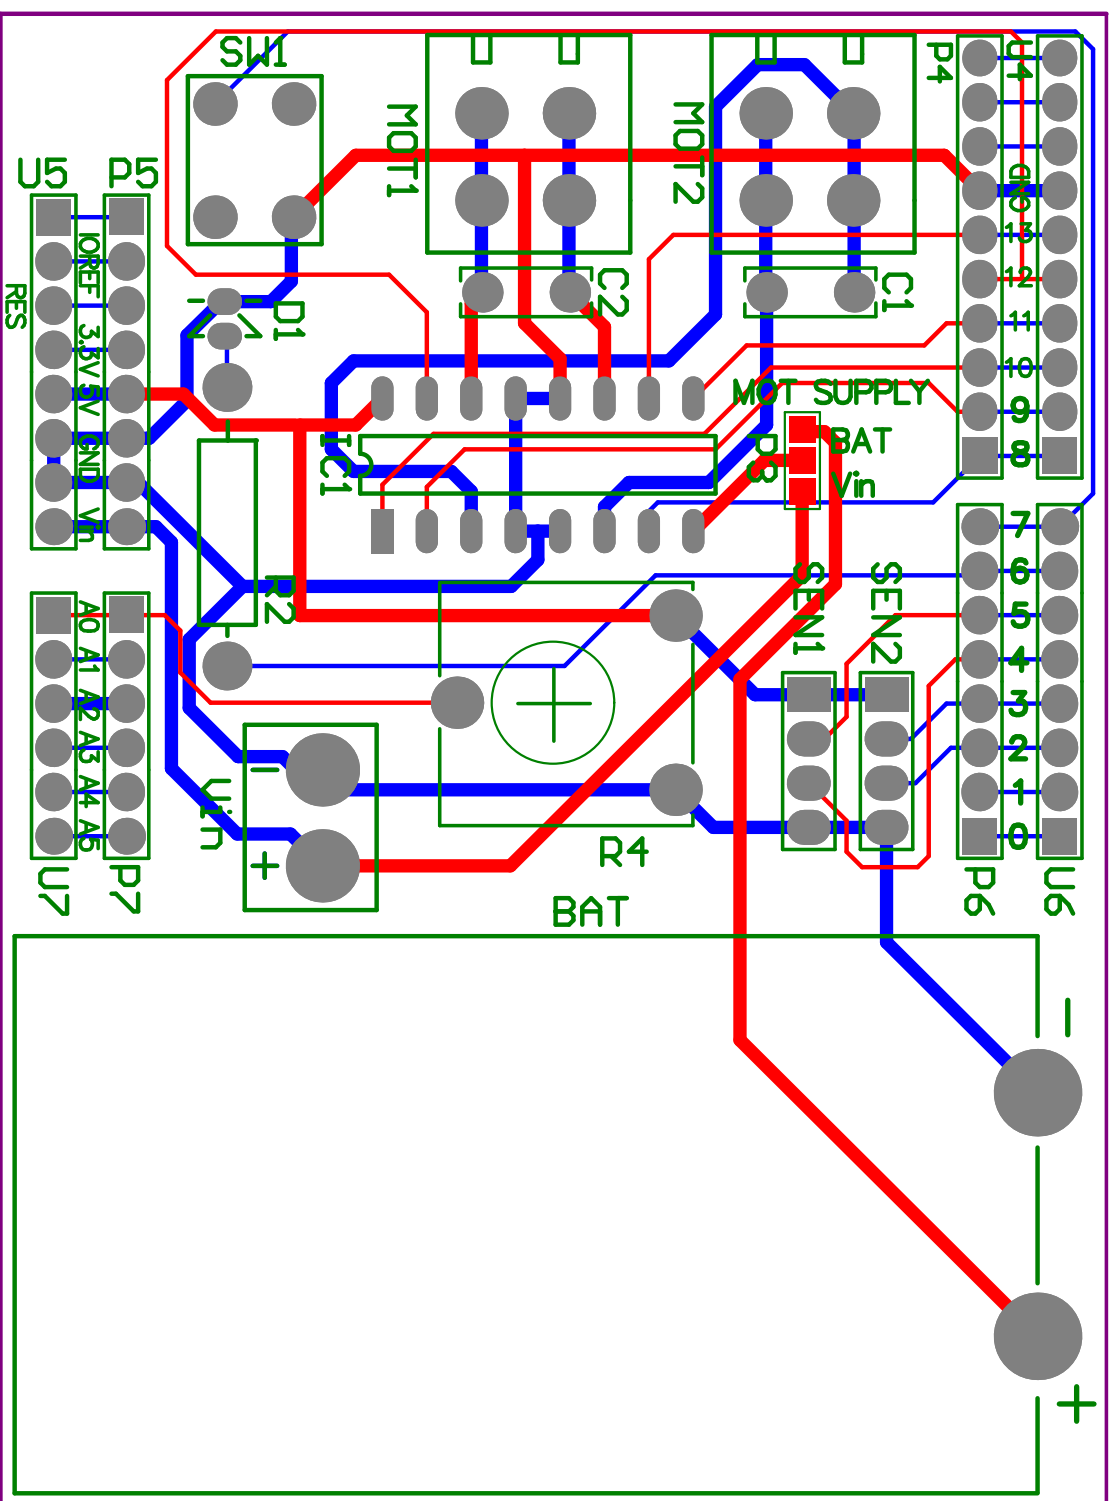 SW1
P4
U4
MOT1
MOT2
U5
P5
GND
IOREF
13
RES
C2
C1
12
D1
11
3.3V
10
5V
MOT SUPPLY
9
IC1
GND
BAT
8
Vin
Vin
7
SEN1
SEN2
6
R2
A0
5
A1
4
A2
3
A3
2
Vin
A4
1
A5
0
-
+
R4
U7
P7
P6
U6
BAT
-
+